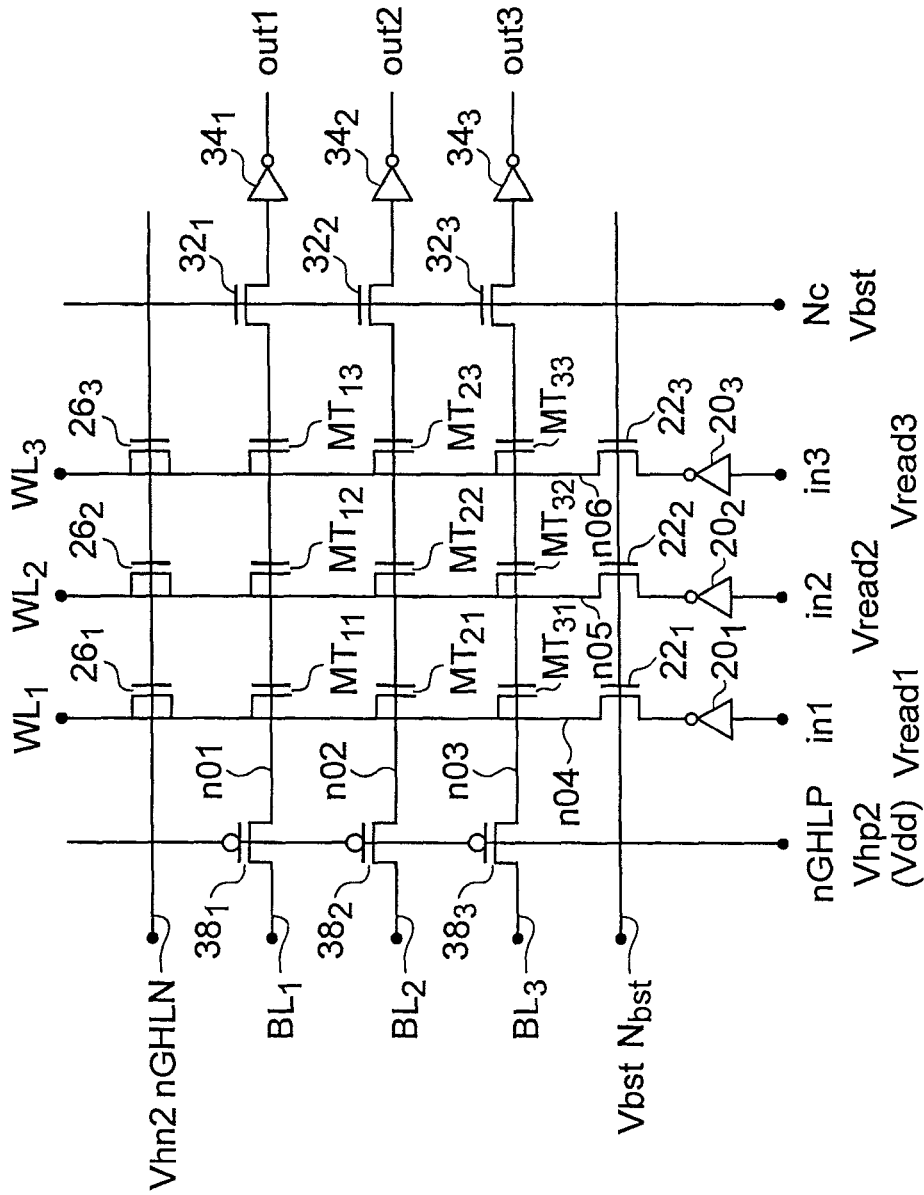 WL1 WL2 WL3
261 262 263
Vhn2 nGHLN
321 341 out1
381 n01 MT11 MT12 MT13
BL1
322 342 out2
382 n02 MT21 MT22 MT23
BL2
323 343 out3
383 n03 MT31 MT32 MT33
BL3
n04 n05 n06
221 222 223
Vbst Nbst
201 202 203
nGHLP in1 in2 in3 Nc
Vhp2 Vread1 Vread2 Vread3 Vbst
(Vdd)